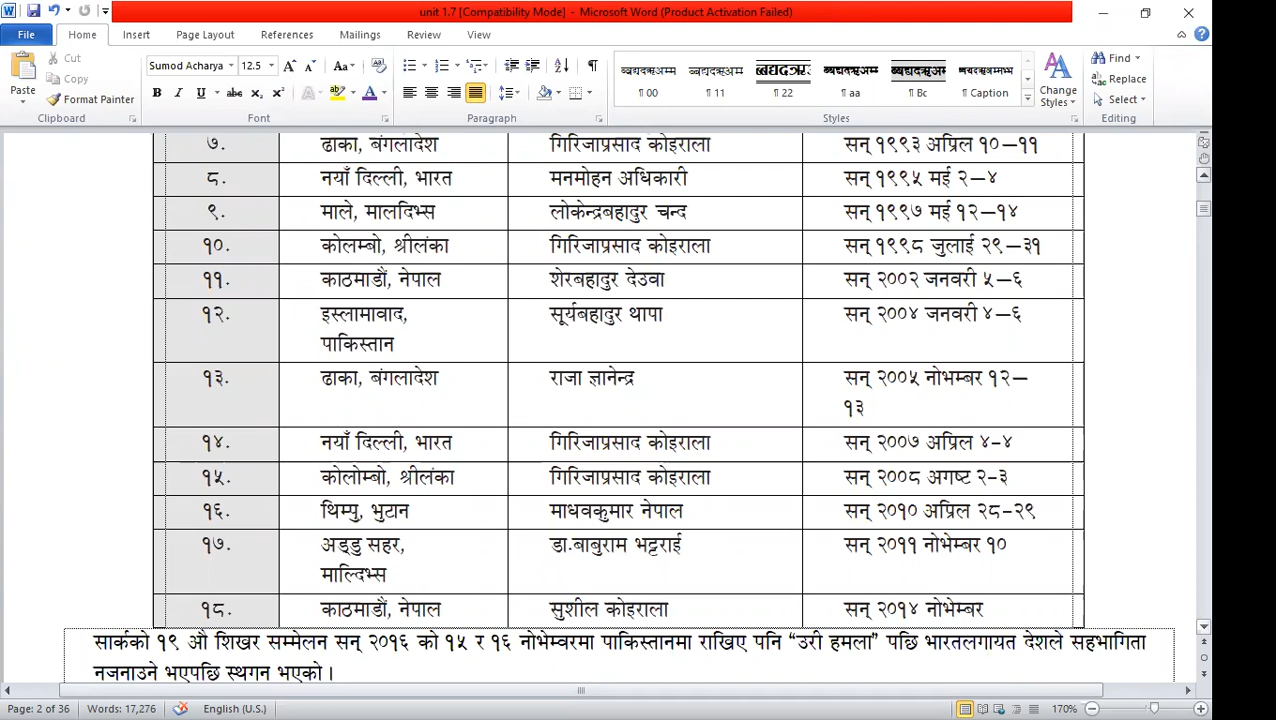 unit 1.7 [Compatibility Mode] - Microsoft Word (Product Activation Failed)
File Home Insert Page Layout References Mailings Review View
Cut
Copy
Format Painter
Paste
Sumod Acharya 12.5
Find
Replace
Select
Change Styles
¶ 00 ¶ 11 ¶ 22 ¶ aa ¶ Bc ¶ Caption
Clipboard Font Paragraph Styles Editing
७. ढाका, बंगलादेश गिरिजाप्रसाद कोइराला सन् १९९३ अप्रिल १०—११
८. नयाँ दिल्ली, भारत मनमोहन अधिकारी सन् १९९५ मई २—४
९. माले, मालदिभ्स लोकेन्द्रबहादुर चन्द सन् १९९७ मई १२—१४
१०. कोलम्बो, श्रीलंका गिरिजाप्रसाद कोइराला सन् १९९८ जुलाई २९—३१
११. काठमाडौं, नेपाल शेरबहादुर देउवा सन् २००२ जनवरी ५—६
१२. इस्लामावाद, सूर्यबहादुर थापा सन् २००४ जनवरी ४—६
पाकिस्तान
१३. ढाका, बंगलादेश राजा ज्ञानेन्द्र सन् २००५ नोभम्बर १२—
१३
१४. नयाँ दिल्ली, भारत गिरिजाप्रसाद कोइराला सन् २००७ अप्रिल ४-४
१५. कोलोम्बो, श्रीलंका गिरिजाप्रसाद कोइराला सन् २००८ अगष्ट २-३
१६. थिम्पु, भुटान माधवकुमार नेपाल सन् २०१० अप्रिल २८-२९
१७. अड्डु सहर, डा.बाबुराम भट्टराई सन् २०११ नोभेम्बर १०
माल्दिभ्स
१८. काठमाडौं, नेपाल सुशील कोइराला सन् २०१४ नोभेम्बर
सार्कको १९ औ शिखर सम्मेलन सन् २०१६ को १५ र १६ नोभेम्वरमा पाकिस्तानमा राखिए पनि “उरी हमला” पछि भारतलगायत देशले सहभागिता
नजनाउने भएपछि स्थगन भएको ।
Page: 2 of 36 Words: 17,276 English (U.S.) 170%